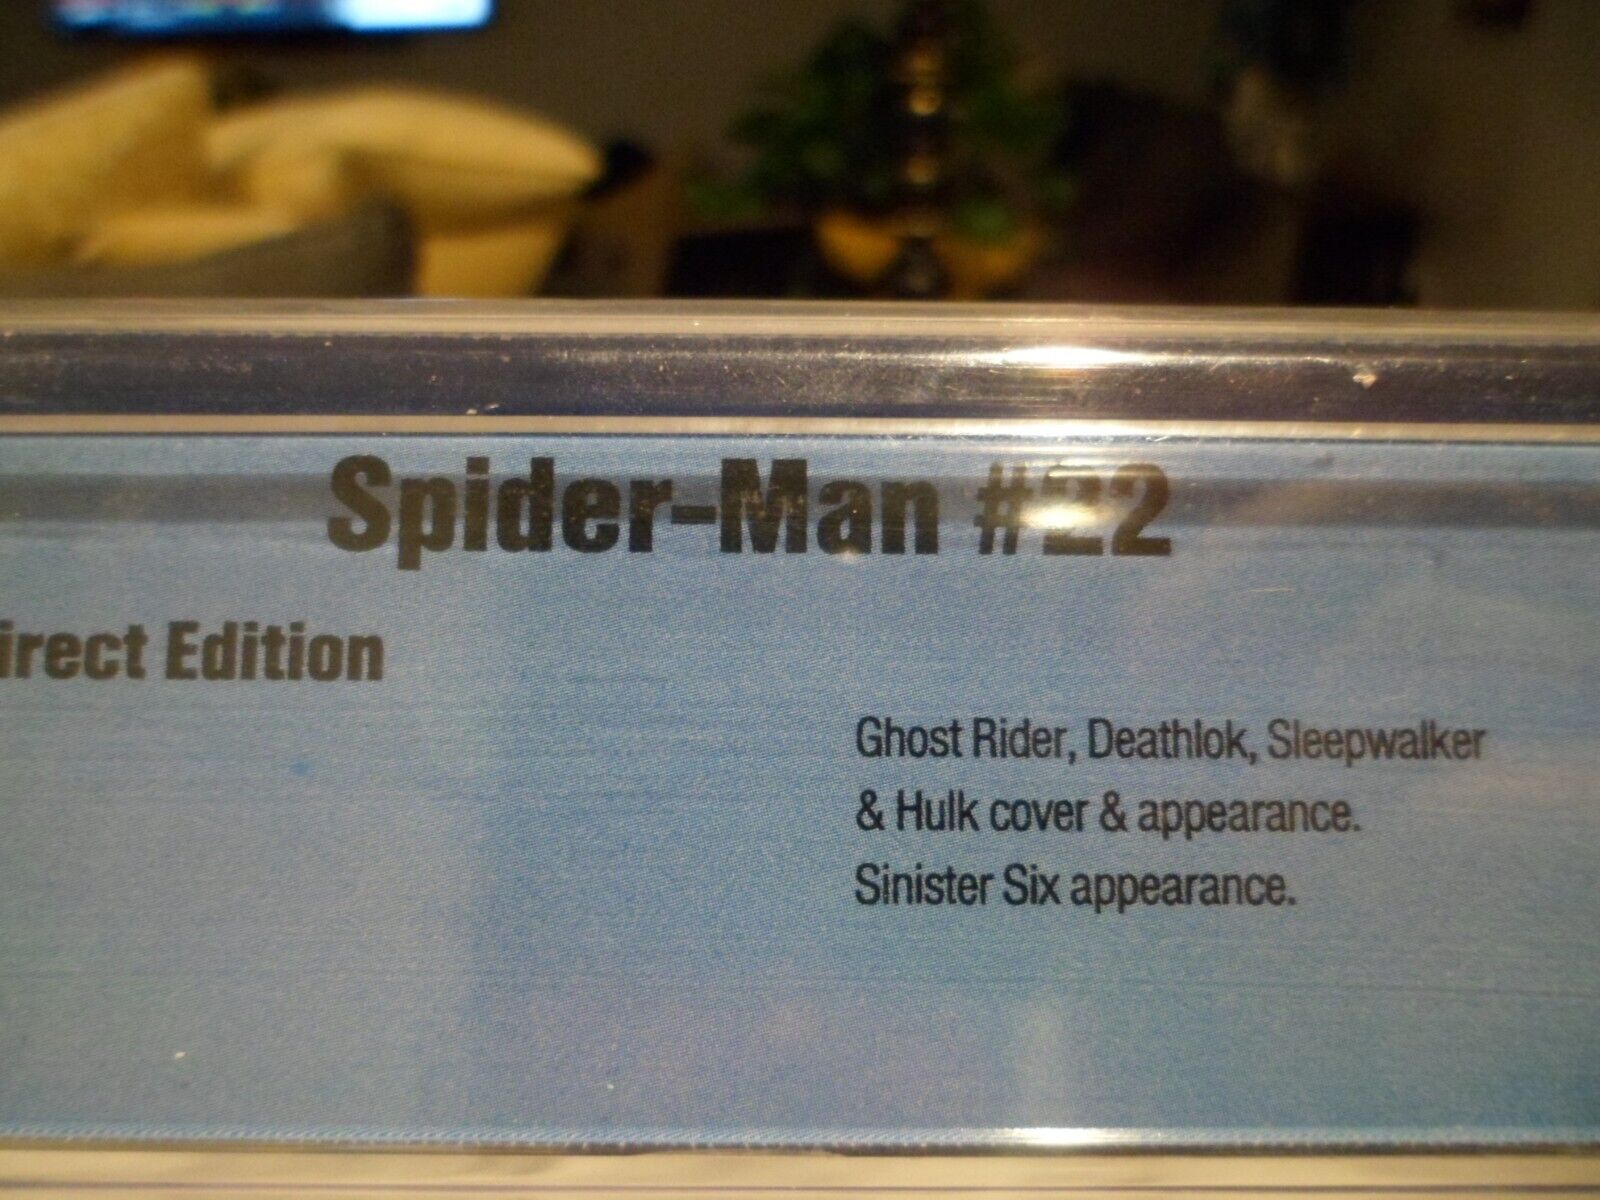 Spider-Man #22
irect Edition
Ghost Rider, Deathlok, Sleepwalker
& Hulk cover & appearance.
Sinister Six appearance.